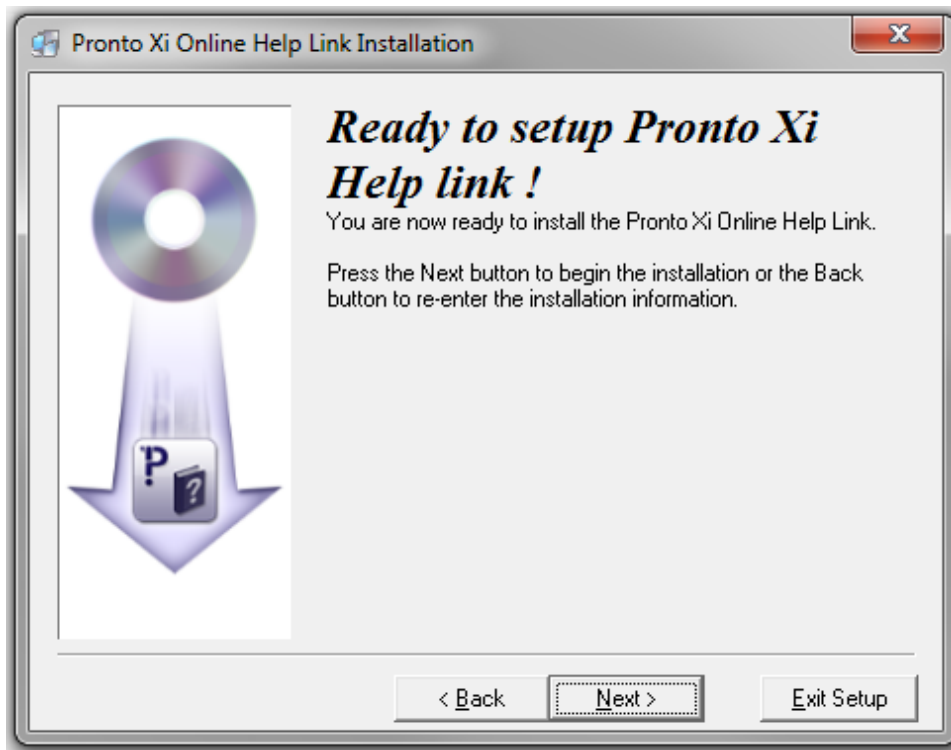 Pronto Xi Online Help Link Installation
Ready to setup Pronto Xi
Help link !
You are now ready to install the Pronto Xi Online Help Link.
Press the Next button to begin the installation or the Back
button to re-enter the installation information.
< Back
Next >
Exit Setup